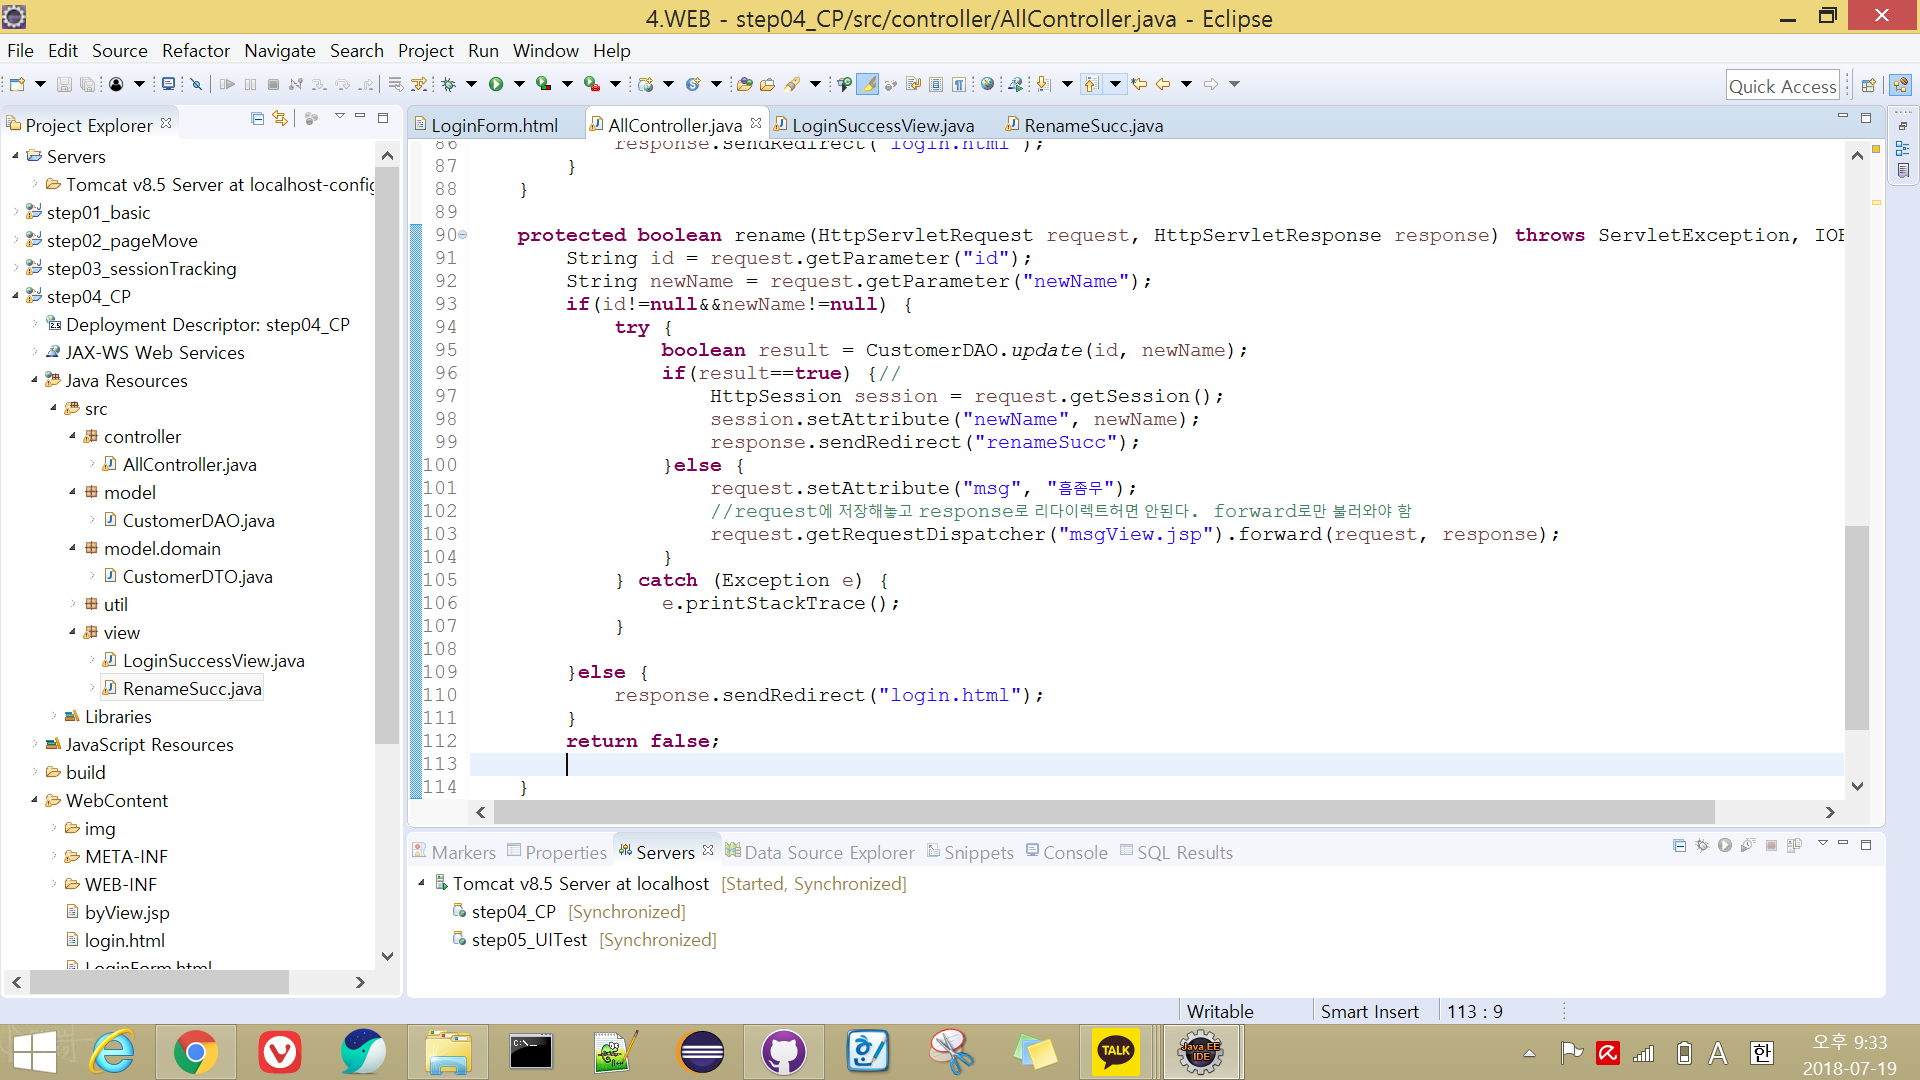 4.WEB - step04_CP/src/controller/AllController.java - Eclipse
File Edit Source Refactor Navigate Search Project Run Window Help
Quick Access
Project Explorer
LoginForm.html AllController.java LoginSuccessView.java RenameSucc.java
Servers
Tomcat v8.5 Server at localhost-config
step01_basic
step02_pageMove
step03_sessionTracking
step04_CP
Deployment Descriptor: step04_CP
JAX-WS Web Services
Java Resources
src
controller
AllController.java
model
CustomerDAO.java
model.domain
CustomerDTO.java
util
view
LoginSuccessView.java
RenameSucc.java
Libraries
JavaScript Resources
build
WebContent
img
META-INF
WEB-INF
byView.jsp
login.html
LoginForm.html
86 response.sendRedirect("login.html");
87 }
88 }
89
90 protected boolean rename(HttpServletRequest request, HttpServletResponse response) throws ServletException, IOE
91 String id = request.getParameter("id");
92 String newName = request.getParameter("newName");
93 if(id!=null&&newName!=null) {
94 try {
95 boolean result = CustomerDAO.update(id, newName);
96 if(result==true) {//
97 HttpSession session = request.getSession();
98 session.setAttribute("newName", newName);
99 response.sendRedirect("renameSucc");
100 }else {
101 request.setAttribute("msg", "흠좀무");
102 //request에 저장해놓고 response로 리다이렉트허면 안된다. forward로만 불러와야 함
103 request.getRequestDispatcher("msgView.jsp").forward(request, response);
104 }
105 } catch (Exception e) {
106 e.printStackTrace();
107 }
108
109 }else {
110 response.sendRedirect("login.html");
111 }
112 return false;
113
114 }
Markers Properties Servers Data Source Explorer Snippets Console SQL Results
Tomcat v8.5 Server at localhost [Started, Synchronized]
step04_CP [Synchronized]
step05_UITest [Synchronized]
Writable Smart Insert 113 : 9
TALK
Java EE
IDE
A 한
오후 9:33
2018-07-19